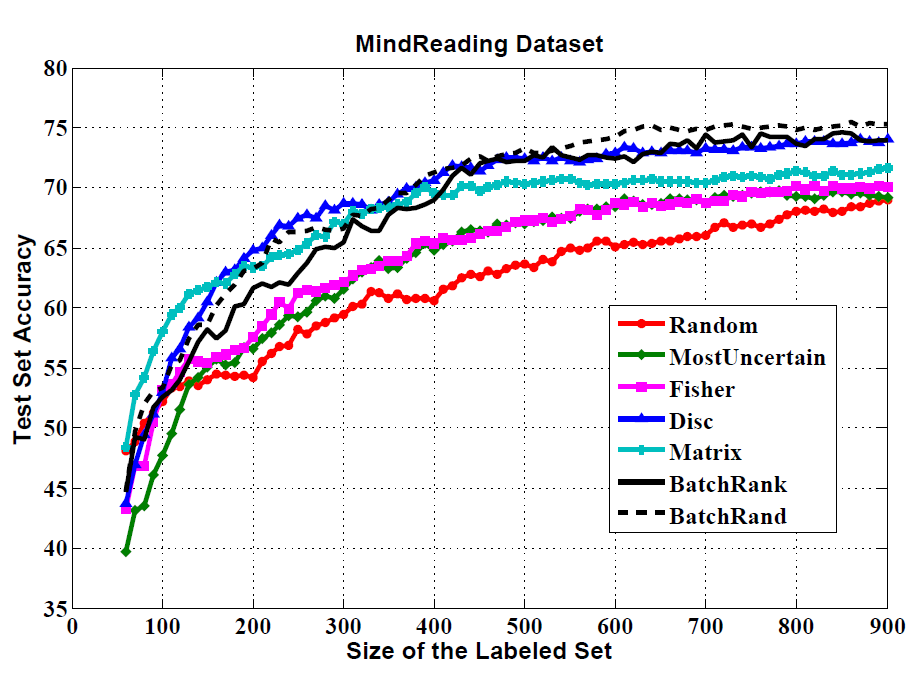 MindReading Dataset
80
75
70
65
60
55
50
45
40
35
Test Set Accuracy
Random
MostUncertain
Fisher
Disc
Matrix
BatchRank
BatchRand
0 100 200 300 400 500 600 700 800 900
Size of the Labeled Set